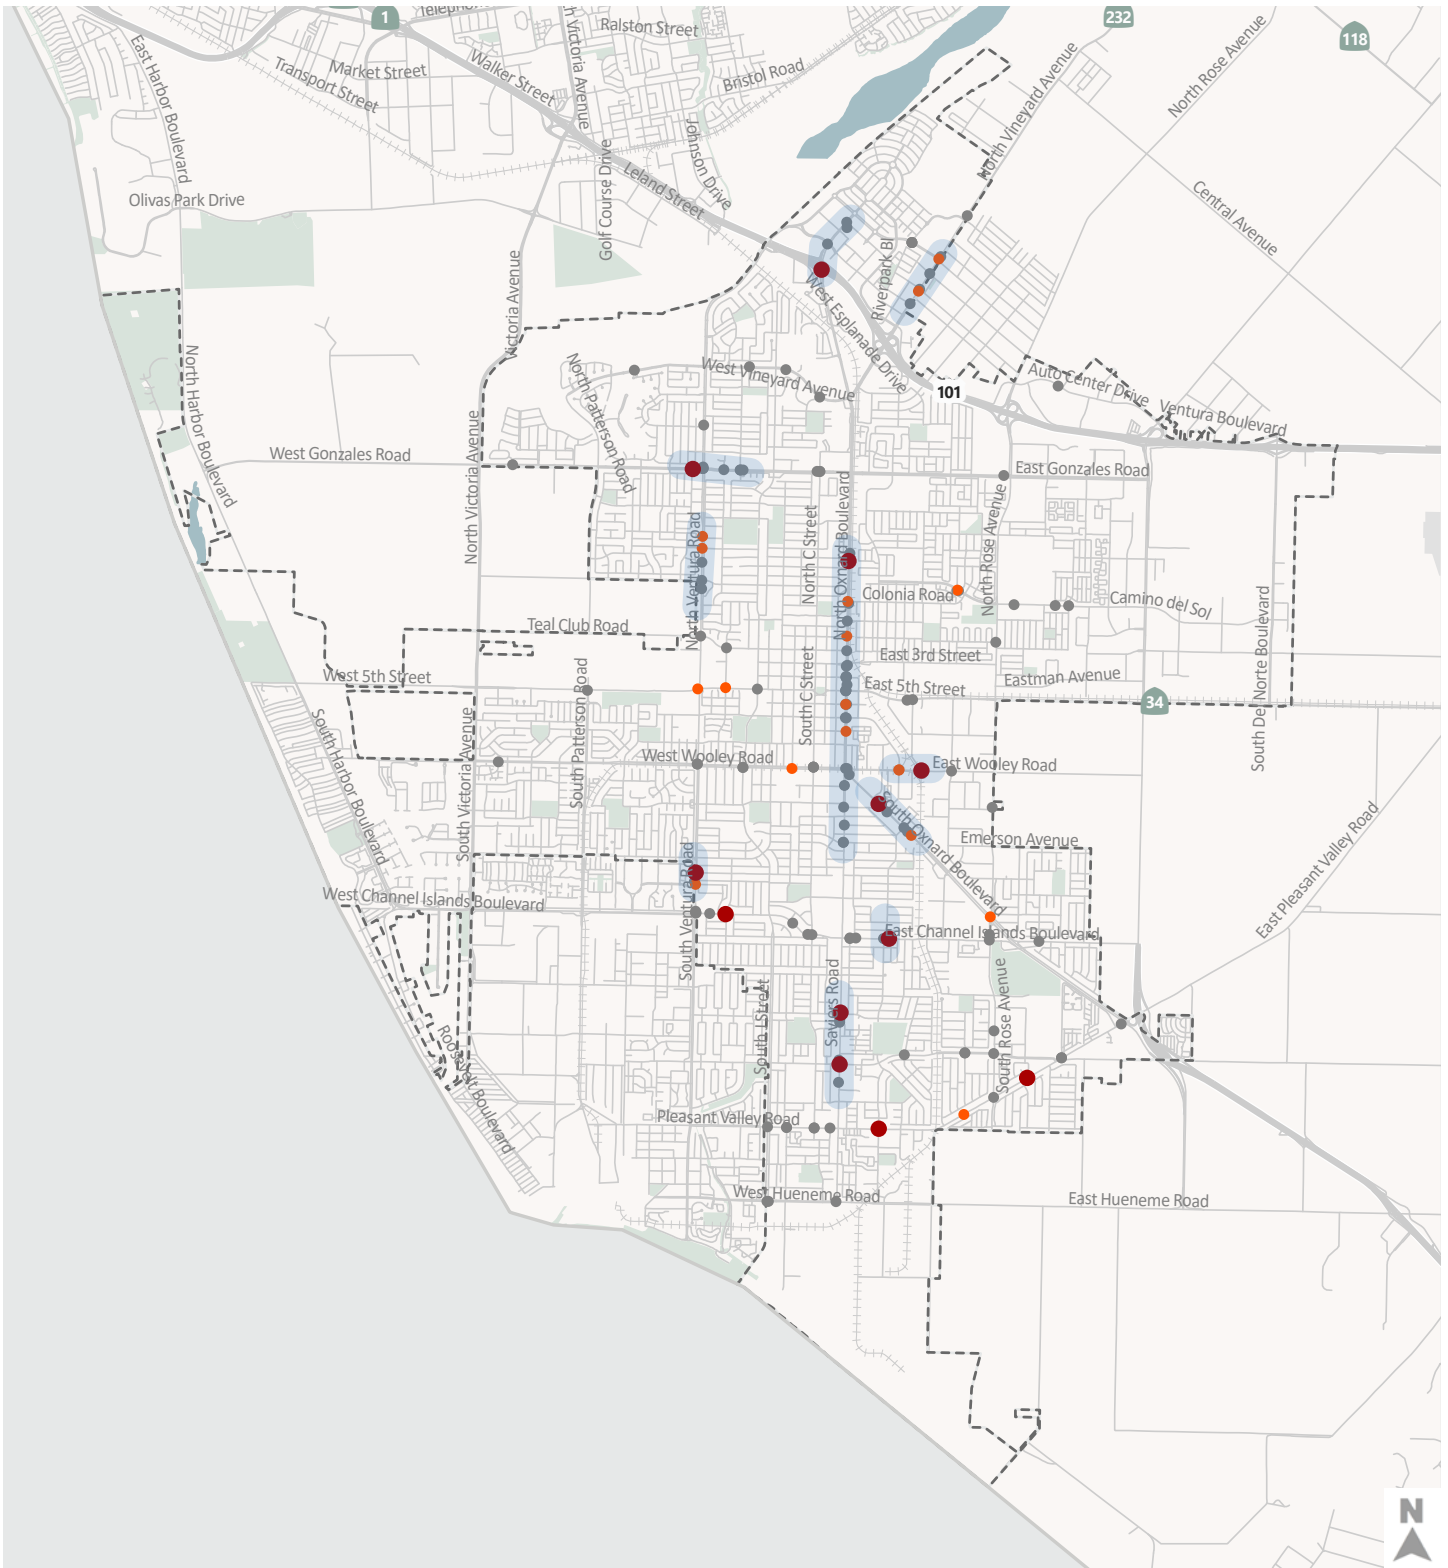 1
232
118
Ralston Street
Market Street
Transport Street
Walker Street
Bristol Road
East Harbor Boulevard
Victoria Avenue
Golf Course Drive
Johnson Drive
Leland Street
North Vineyard Avenue
North Rose Avenue
Central Avenue
Olivas Park Drive
Victoria Avenue
Riverpark Bl
West Esplanade Drive
North Harbor Boulevard
North Patterson Road
West Vineyard Avenue
101
Auto Center Drive
Ventura Boulevard
West Gonzales Road
East Gonzales Road
North Victoria Avenue
North Ventura Road
North C Street
North Oxnard Boulevard
North Rose Avenue
Colonia Road
Camino del Sol
Teal Club Road
East 3rd Street
Eastman Avenue
West 5th Street
East 5th Street
34
South Del Norte Boulevard
South Harbor Boulevard
South Victoria Avenue
South Patterson Road
South C Street
West Wooley Road
East Wooley Road
South Oxnard Boulevard
Emerson Avenue
East Pleasant Valley Road
West Channel Islands Boulevard
South Ventura Road
East Channel Islands Boulevard
Roosevelt Boulevard
South J Street
Saviers Road
South Rose Avenue
Pleasant Valley Road
West Hueneme Road
East Hueneme Road
N